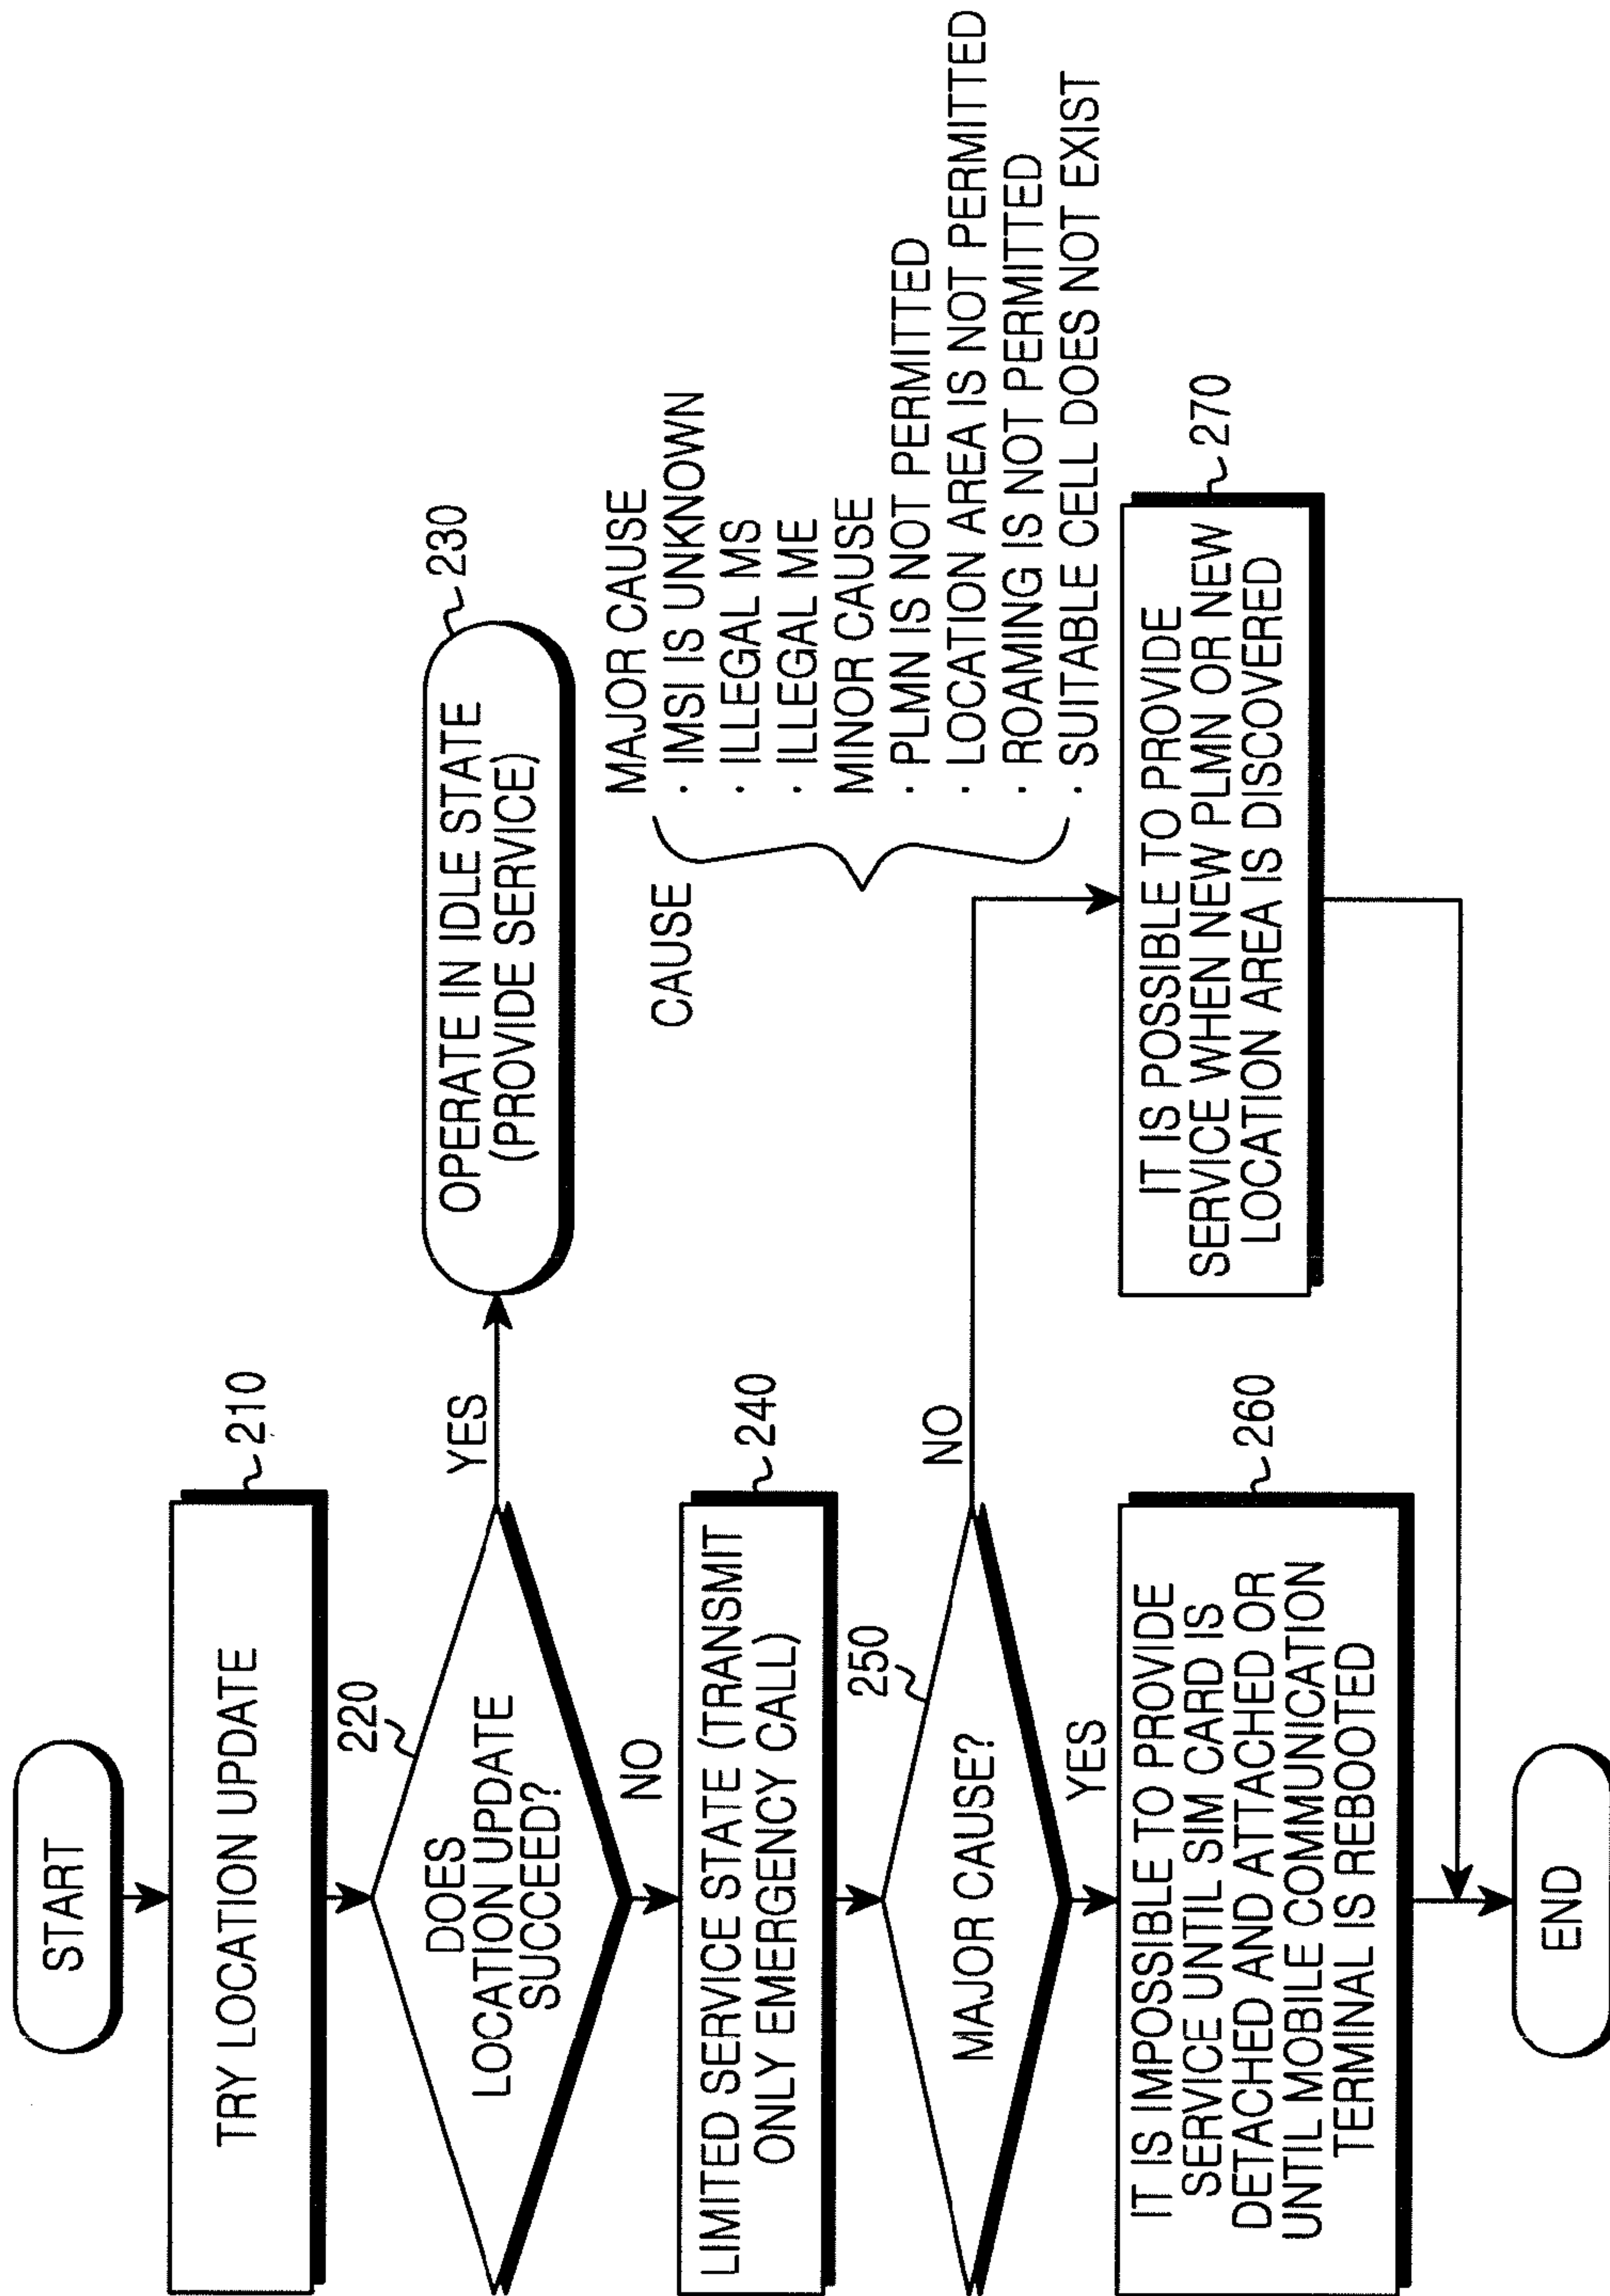 START
TRY LOCATION UPDATE
210
220
DOES
LOCATION UPDATE
SUCCEED?
YES
OPERATE IN IDLE STATE
(PROVIDE SERVICE)
230
NO
LIMITED SERVICE STATE (TRANSMIT
ONLY EMERGENCY CALL)
240
CAUSE
MAJOR CAUSE
· IMSI IS UNKNOWN
· ILLEGAL MS
· ILLEGAL ME
MINOR CAUSE
· PLMN IS NOT PERMITTED
· LOCATION AREA IS NOT PERMITTED
· ROAMING IS NOT PERMITTED
· SUITABLE CELL DOES NOT EXIST
250
MAJOR CAUSE?
NO
YES
IT IS IMPOSSIBLE TO PROVIDE
SERVICE UNTIL SIM CARD IS
DETACHED AND ATTACHED OR
UNTIL MOBILE COMMUNICATION
TERMINAL IS REBOOTED
260
IT IS POSSIBLE TO PROVIDE
SERVICE WHEN NEW PLMN OR NEW
LOCATION AREA IS DISCOVERED
270
END